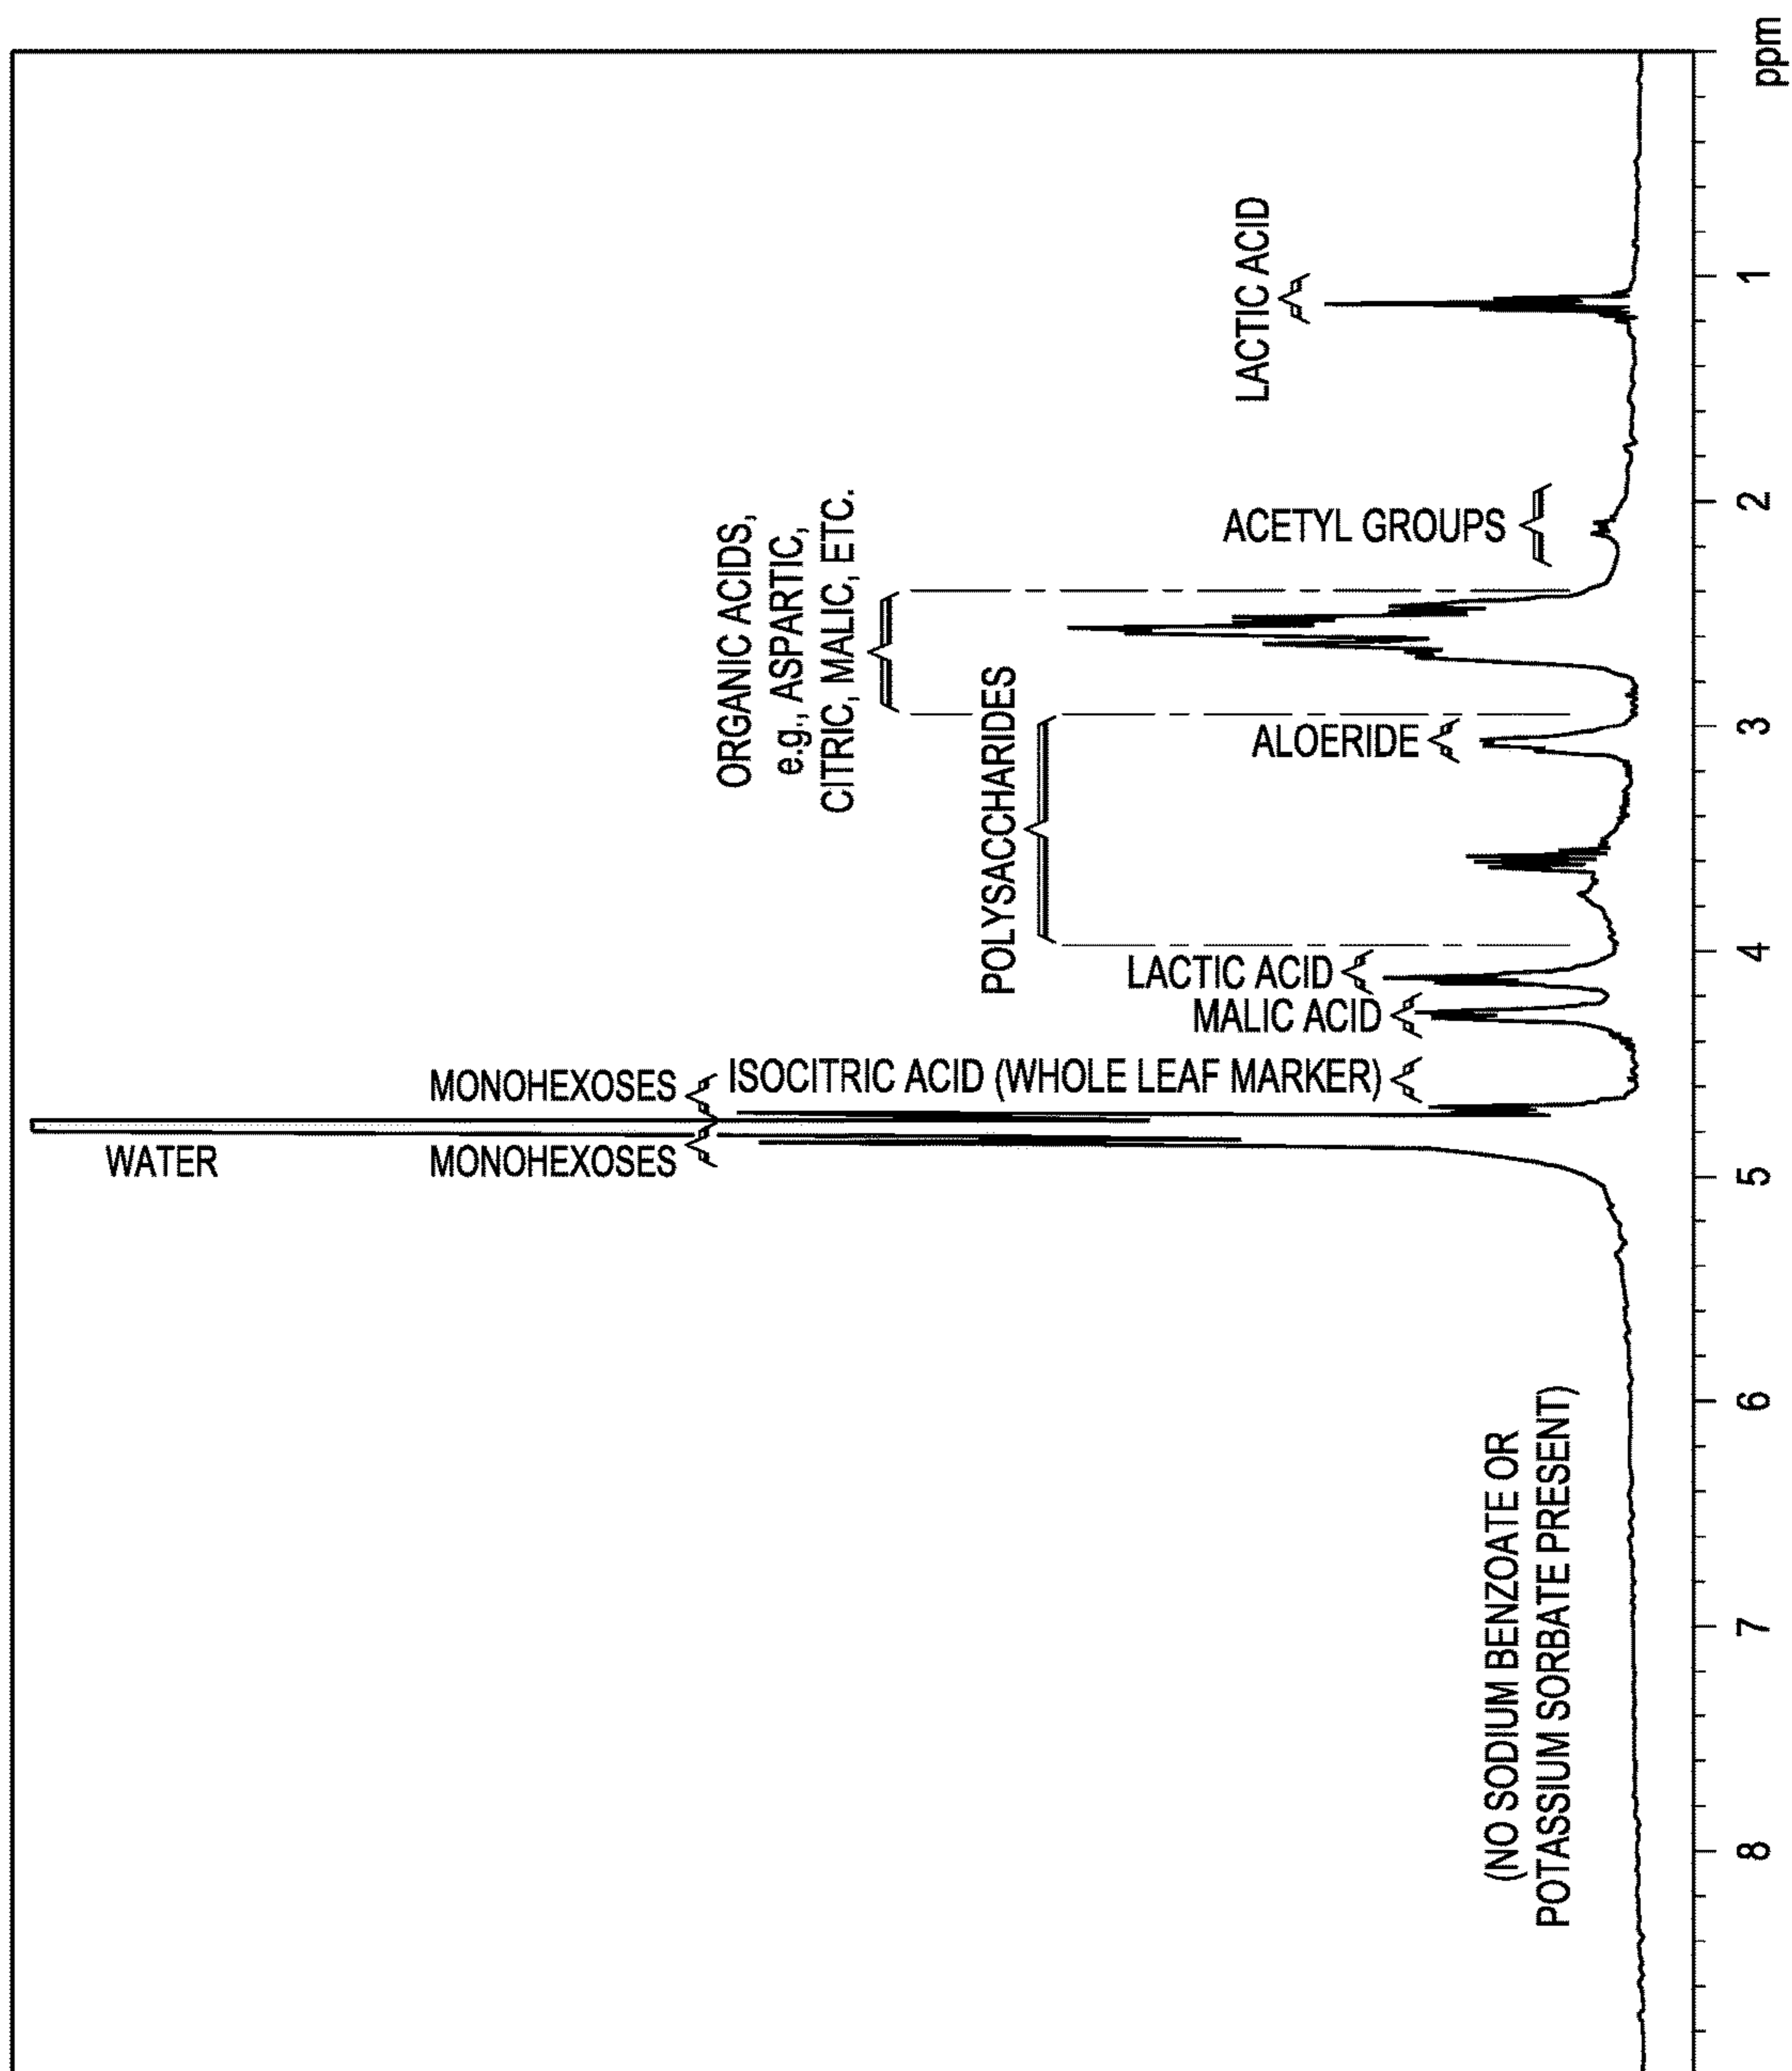 WATER
MONOHEXOSES
MONOHEXOSES
ISOCITRIC ACID (WHOLE LEAF MARKER)
MALIC ACID
LACTIC ACID
POLYSACCHARIDES
ALOERIDE
ORGANIC ACIDS,
e.g., ASPARTIC,
CITRIC, MALIC, ETC.
ACETYL GROUPS
LACTIC ACID
(NO SODIUM BENZOATE OR
POTASSIUM SORBATE PRESENT)
8
7
6
5
4
3
2
1
ppm